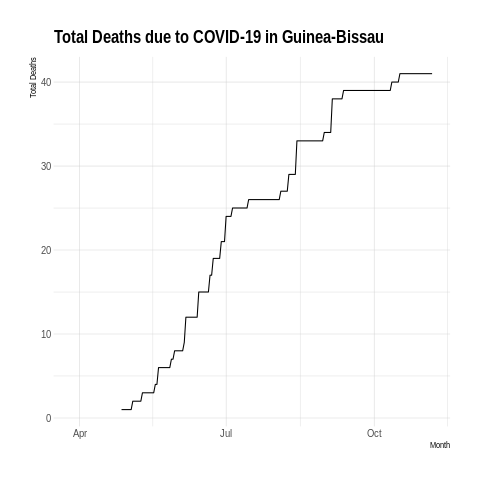 Total Deaths due to COVID-19 in Guinea-Bissau
Total Deaths
40
30
20
10
0
Apr
Jul
Oct
Month